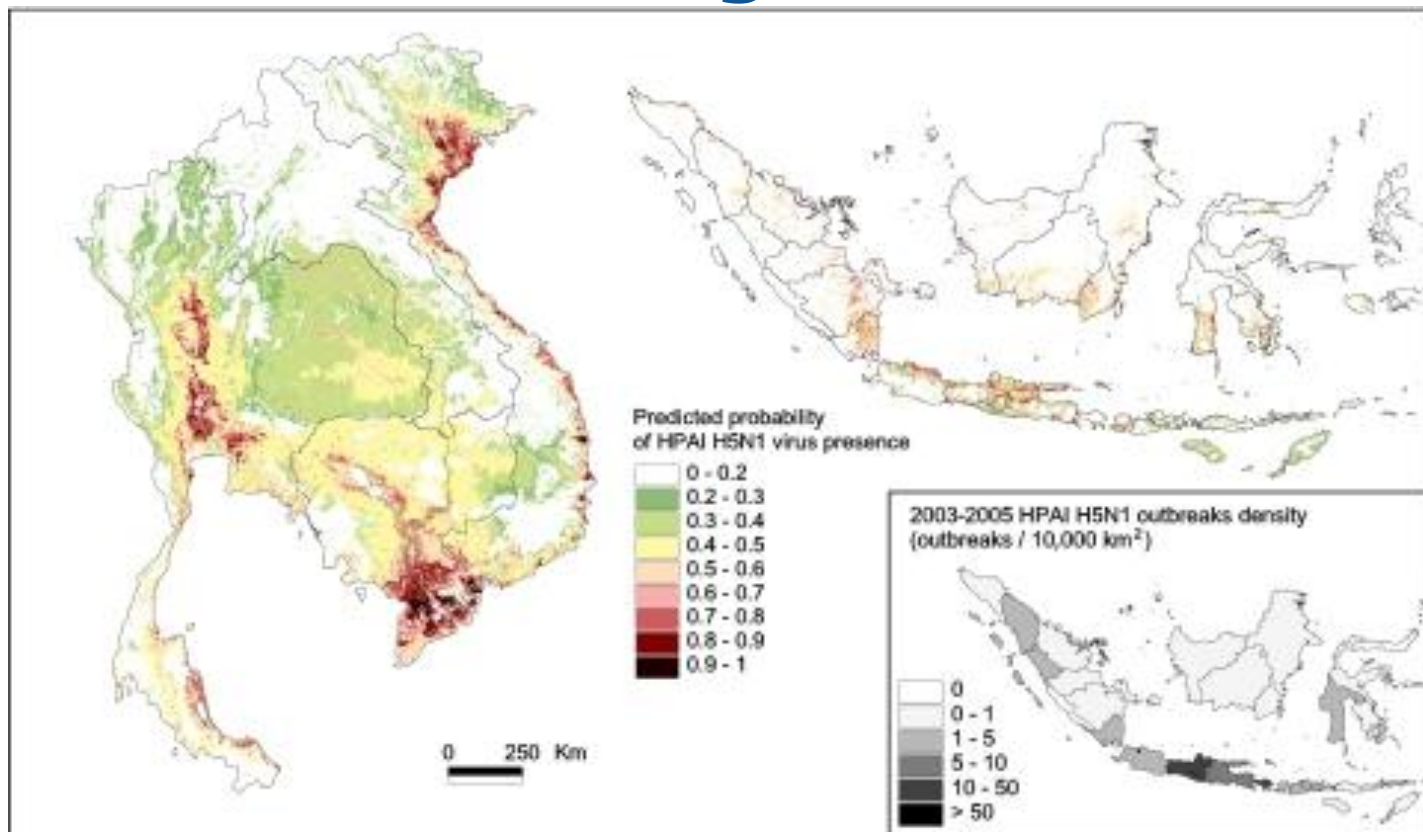 Predicted probability
of HPAI H5N1 virus presence
0 - 0.2
0.2 - 0.3
0.3 - 0.4
0.4 - 0.5
0.5 - 0.6
0.6 - 0.7
0.7 - 0.8
0.8 - 0.9
0.9 - 1
0 250 Km
2003-2005 HPAI H5N1 outbreaks density
(outbreaks / 10,000 km²)
0
0 - 1
1 - 5
5 - 10
10 - 50
> 50